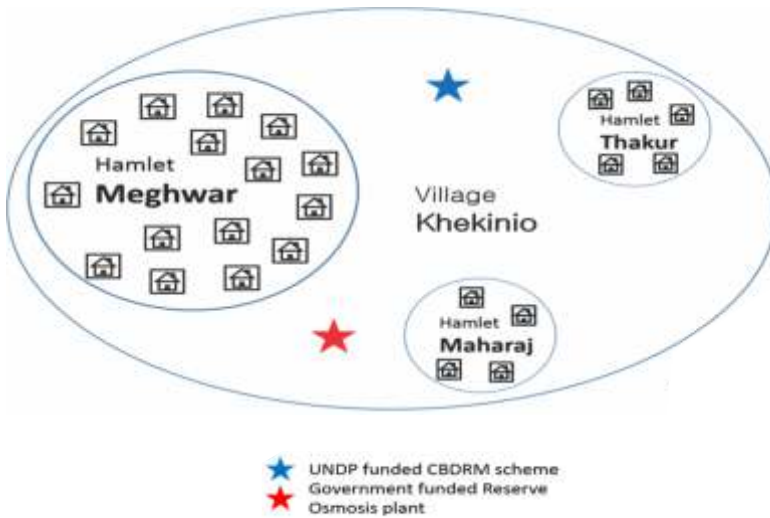 Hamlet
Meghwar
Hamlet
Thakur
Village
Khekinio
Hamlet
Maharaj
UNDP funded CBDRM scheme
Government funded Reserve
Osmosis plant